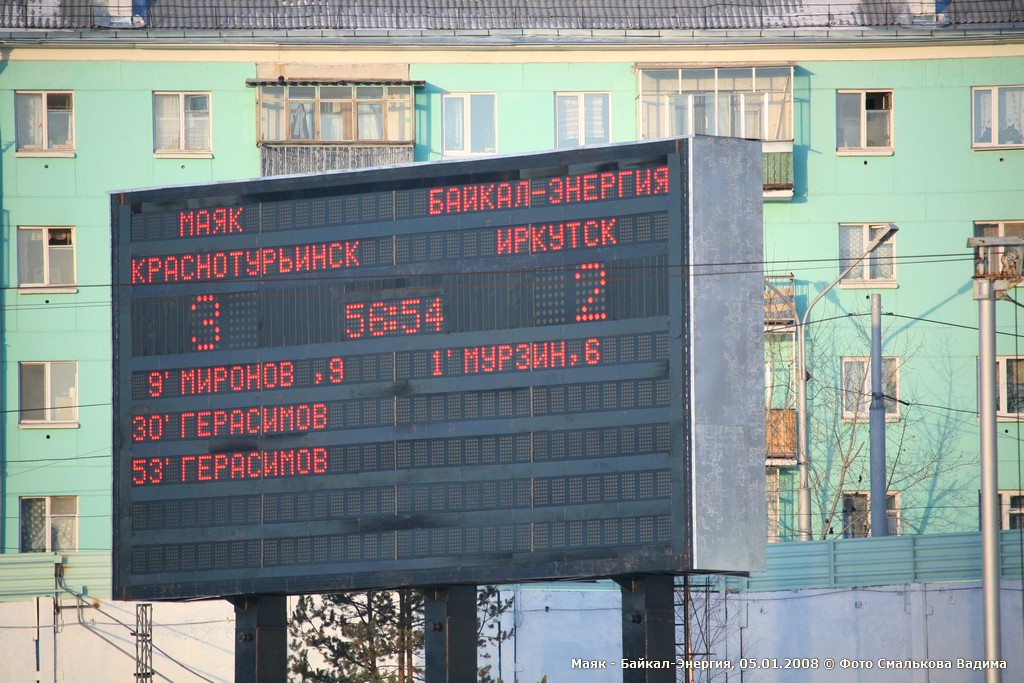 МАЯК БАЙКАЛ-ЭНЕРГИЯ
КРАСНОТУРЬИНСК ИРКУТСК
3 56:54 2
9' МИРОНОВ ,9 1' МУРЗИН,6
30' ГЕРАСИМОВ
53' ГЕРАСИМОВ
Маяк - Байкал-Энергия, 05.01.2008 © Фото Смалькова Вадима